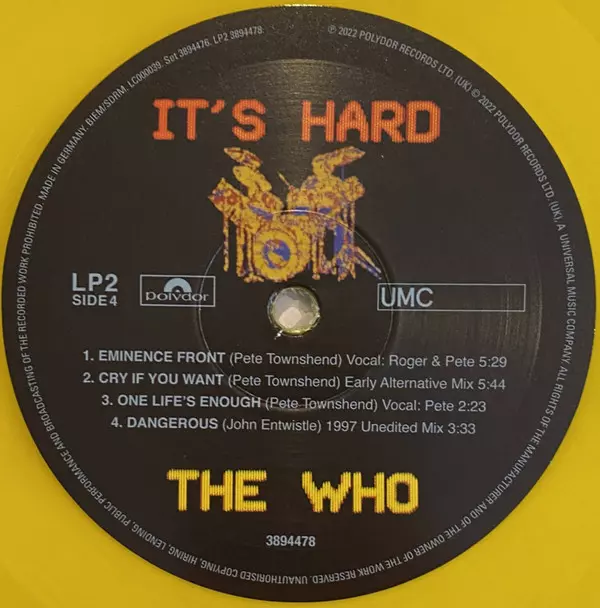 IT'S HARD
LP2
SIDE 4
polydor
UMC
1. EMINENCE FRONT (Pete Townshend) Vocal: Roger & Pete 5:29
2. CRY IF YOU WANT (Pete Townshend) Early Alternative Mix 5:44
3. ONE LIFE'S ENOUGH (Pete Townshend) Vocal: Pete 2:23
4. DANGEROUS (John Entwistle) 1997 Unedited Mix 3:33
THE WHO
3894478
℗ 2022 POLYDOR RECORDS LTD. (UK) © 2022 POLYDOR RECORDS LTD. (UK), A UNIVERSAL MUSIC COMPANY. ALL RIGHTS OF THE MANUFACTURER AND OF THE OWNER OF THE RECORDED WORK RESERVED. UNAUTHORISED COPYING, HIRING, LENDING, PUBLIC PERFORMANCE AND BROADCASTING OF THE RECORDED WORK PROHIBITED. MADE IN GERMANY. BIEM/SDRM. LC000039. Set 3894476. LP2 3894478.